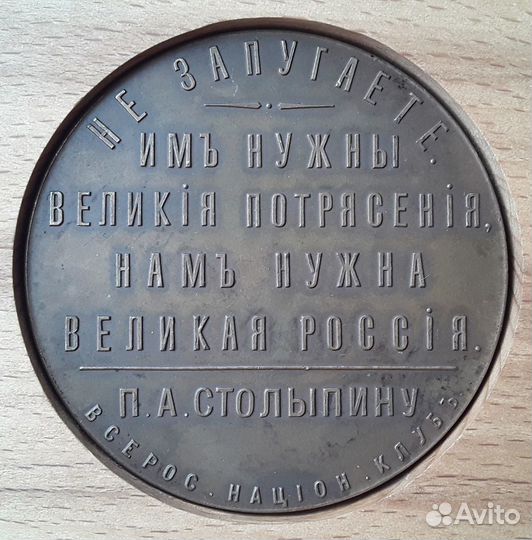 НЕ ЗАПУГАЕТЕ.
ИМЪ НУЖНЫ
ВЕЛИКІЯ ПОТРЯСЕНІЯ,
НАМЪ НУЖНА
ВЕЛИКАЯ РОССІЯ.
П.А.СТОЛЫПИНУ
ВСЕРОС. НАЦІОН. КЛУБЪ.
Avito